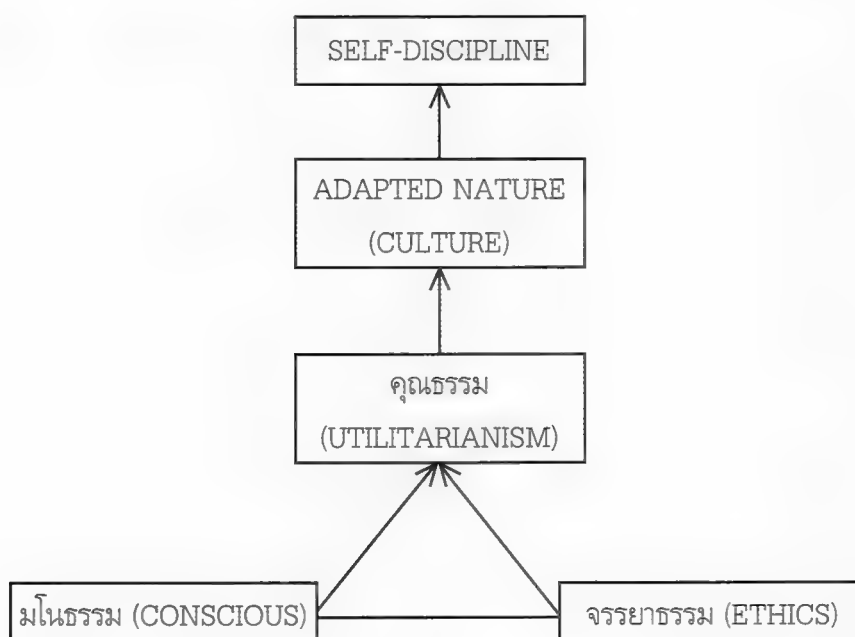 SELF-DISCIPLINE
ADAPTED NATURE
(CULTURE)
คุณธรรม
(UTILITARIANISM)
มโนธรรม (CONSCIOUS)
จรรยาธรรม (ETHICS)